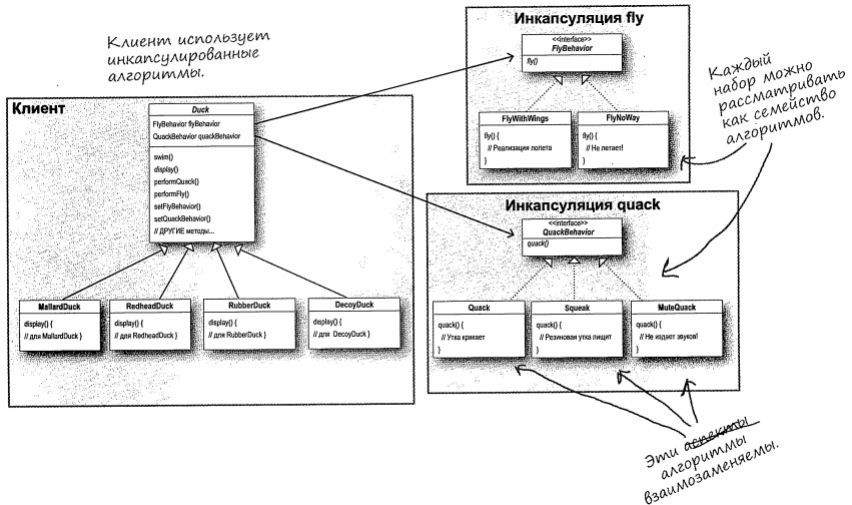 Клиент использует
инкапсулированные
алгоритмы.
Клиент
Duck
FlyBehavior flyBehavior
QuackBehavior quackBehavior
swim()
display()
performQuack()
performFly()
setFlyBehavior()
setQuackBehavior()
// ДРУГИЕ методы...
MallardDuck
display() {
// для MallardDuck }
RedheadDuck
display() {
// для RedheadDuck }
RubberDuck
display() {
// для RubberDuck }
DecoyDuck
display() {
// для DecoyDuck }
Инкапсуляция fly
<<interface>>
FlyBehavior
fly()
FlyWithWings
fly() {
// Реализация полета
}
FlyNoWay
fly() {
// Не летает!
}
Каждый
набор можно
рассматривать
как семейство
алгоритмов.
Инкапсуляция quack
<<interface>>
QuackBehavior
quack()
Quack
quack() {
// Утка крякает
}
Squeak
quack() {
// Резиновая утка пищит
}
MuteQuack
quack() {
// Не издает звуков!
}
Эти аспекты
алгоритмы
взаимозаменяемы.